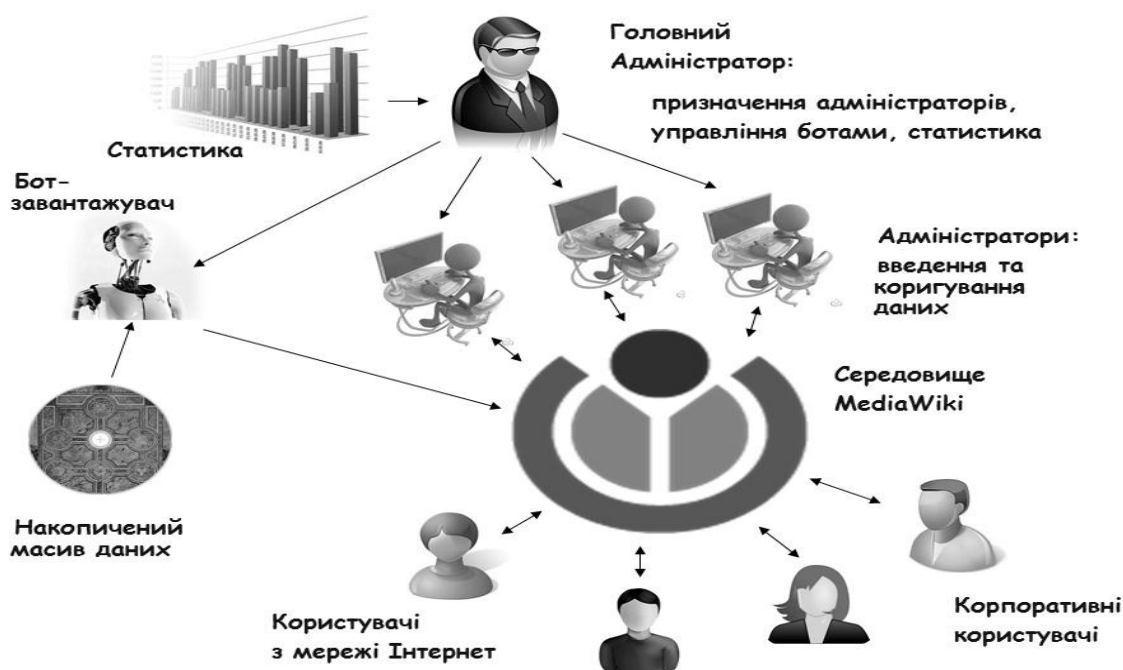 Головний
Адміністратор:
призначення адміністраторів,
управління ботами, статистика
Статистика
Бот-
завантажувач
Адміністратори:
введення та
коригування
даних
Середовище
MediaWiki
Накопичений
масив даних
Користувачі
з мережі Інтернет
Корпоративні
користувачі